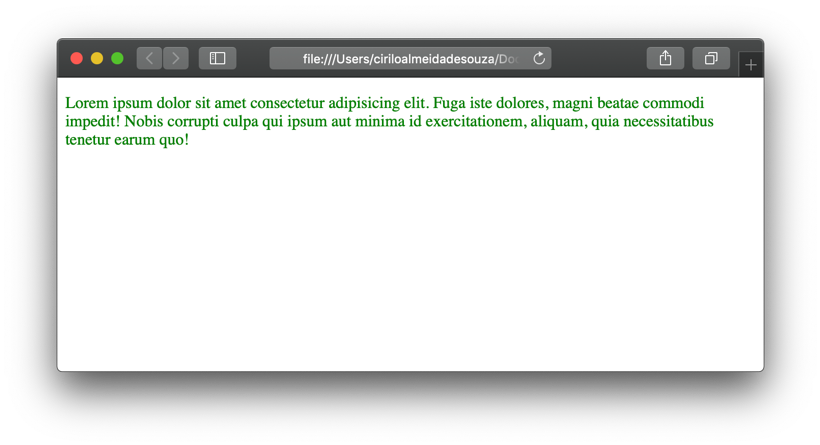 file:///Users/ciriloalmeidadesouza/Do
Lorem ipsum dolor sit amet consectetur adipisicing elit. Fuga iste dolores, magni beatae commodi
impedit! Nobis corrupti culpa qui ipsum aut minima id exercitationem, aliquam, quia necessitatibus
tenetur earum quo!